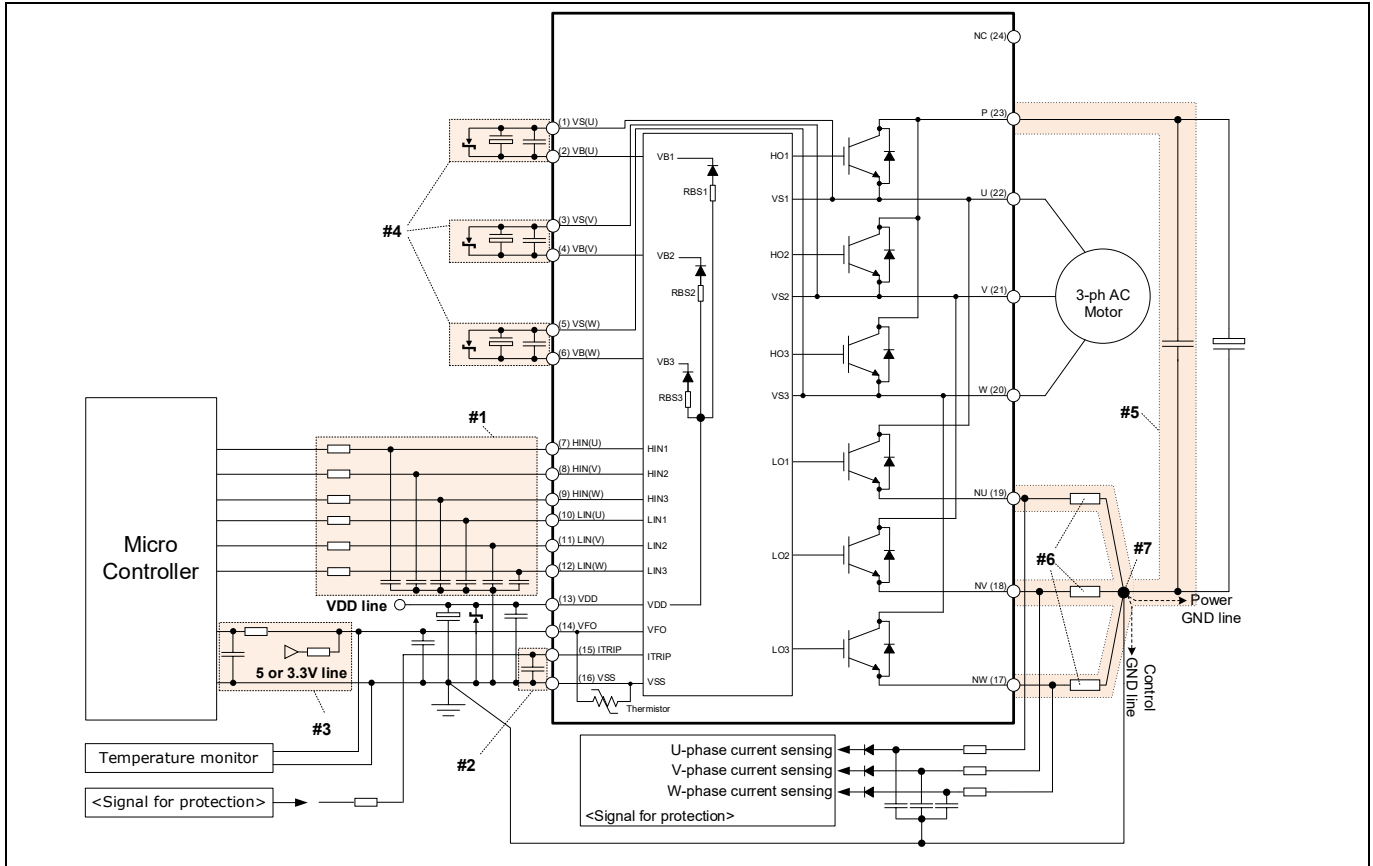 NC (24)
P (23)
(1) VS(U)
(2) VB(U)
VB1
RBS1
HO1
VS1
U (22)
#4
(3) VS(V)
(4) VB(V)
VB2
RBS2
HO2
VS2
V (21)
3-ph AC
Motor
(5) VS(W)
(6) VB(W)
VB3
RBS3
HO3
VS3
W (20)
#5
#1
(7) HIN(U)
(8) HIN(V)
(9) HIN(W)
(10) LIN(U)
(11) LIN(V)
(12) LIN(W)
HIN1
HIN2
HIN3
LIN1
LIN2
LIN3
LO1
NU (19)
Micro
Controller
LO2
NV (18)
#6
#7
Power
GND line
Control
GND line
VDD line
(13) VDD
VDD
(14) VFO
VFO
(15) ITRIP
ITRIP
(16) VSS
VSS
Thermistor
LO3
NW (17)
5 or 3.3V line
#3
#2
Temperature monitor
<Signal for protection>
U-phase current sensing
V-phase current sensing
W-phase current sensing
<Signal for protection>